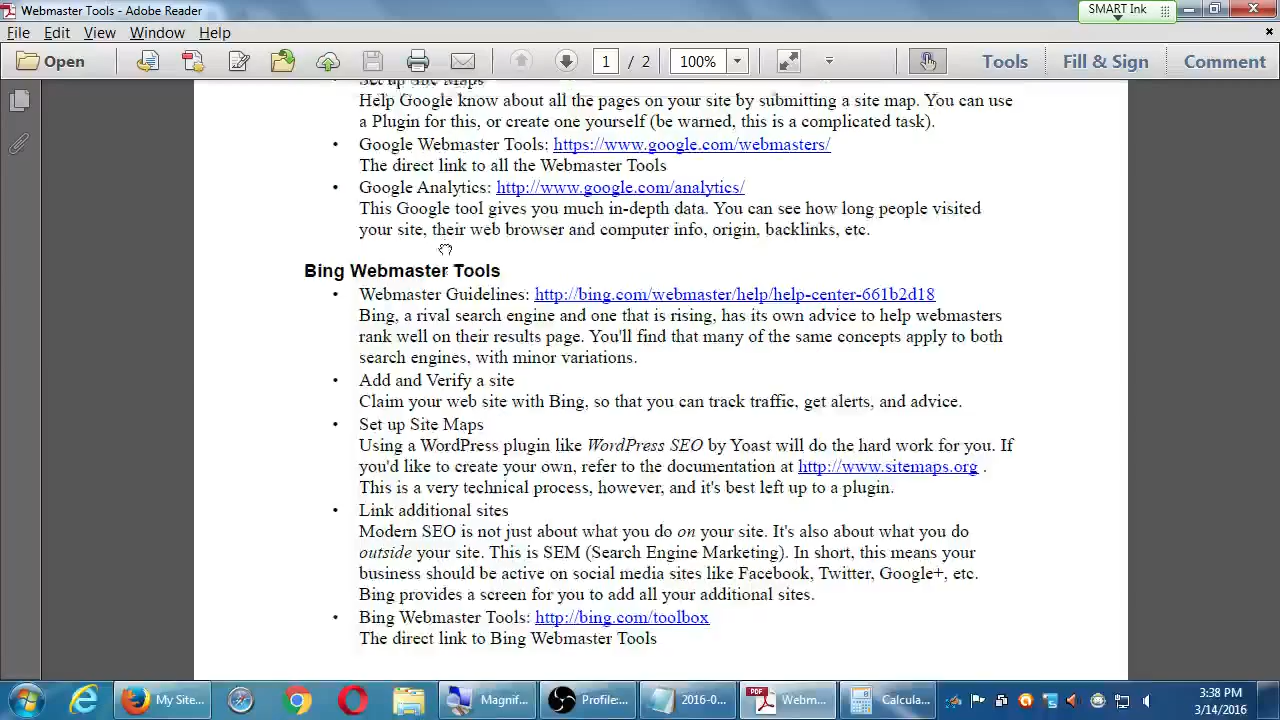 Webmaster Tools - Adobe Reader
SMART Ink
File Edit View Window Help
Open 1 / 2 100% Tools Fill & Sign Comment
Set up Site Maps
Help Google know about all the pages on your site by submitting a site map. You can use
a Plugin for this, or create one yourself (be warned, this is a complicated task).
• Google Webmaster Tools: https://www.google.com/webmasters/
The direct link to all the Webmaster Tools
• Google Analytics: http://www.google.com/analytics/
This Google tool gives you much in-depth data. You can see how long people visited
your site, their web browser and computer info, origin, backlinks, etc.
Bing Webmaster Tools
• Webmaster Guidelines: http://bing.com/webmaster/help/help-center-661b2d18
Bing, a rival search engine and one that is rising, has its own advice to help webmasters
rank well on their results page. You'll find that many of the same concepts apply to both
search engines, with minor variations.
• Add and Verify a site
Claim your web site with Bing, so that you can track traffic, get alerts, and advice.
• Set up Site Maps
Using a WordPress plugin like WordPress SEO by Yoast will do the hard work for you. If
you'd like to create your own, refer to the documentation at http://www.sitemaps.org .
This is a very technical process, however, and it's best left up to a plugin.
• Link additional sites
Modern SEO is not just about what you do on your site. It's also about what you do
outside your site. This is SEM (Search Engine Marketing). In short, this means your
business should be active on social media sites like Facebook, Twitter, Google+, etc.
Bing provides a screen for you to add all your additional sites.
• Bing Webmaster Tools: http://bing.com/toolbox
The direct link to Bing Webmaster Tools
My Site... Magnif... Profile:... 2016-0... Webm... Calcula...
3:38 PM
3/14/2016